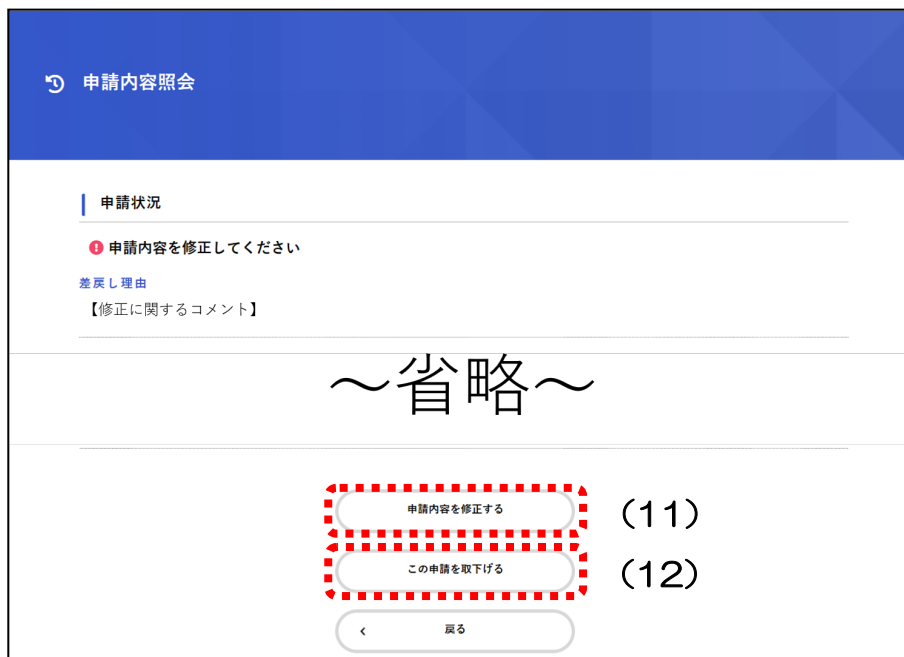 申請内容照会
申請状況
申請内容を修正してください
差戻し理由
【修正に関するコメント】
～省略～
申請内容を修正する (11)
この申請を取下げる (12)
戻る